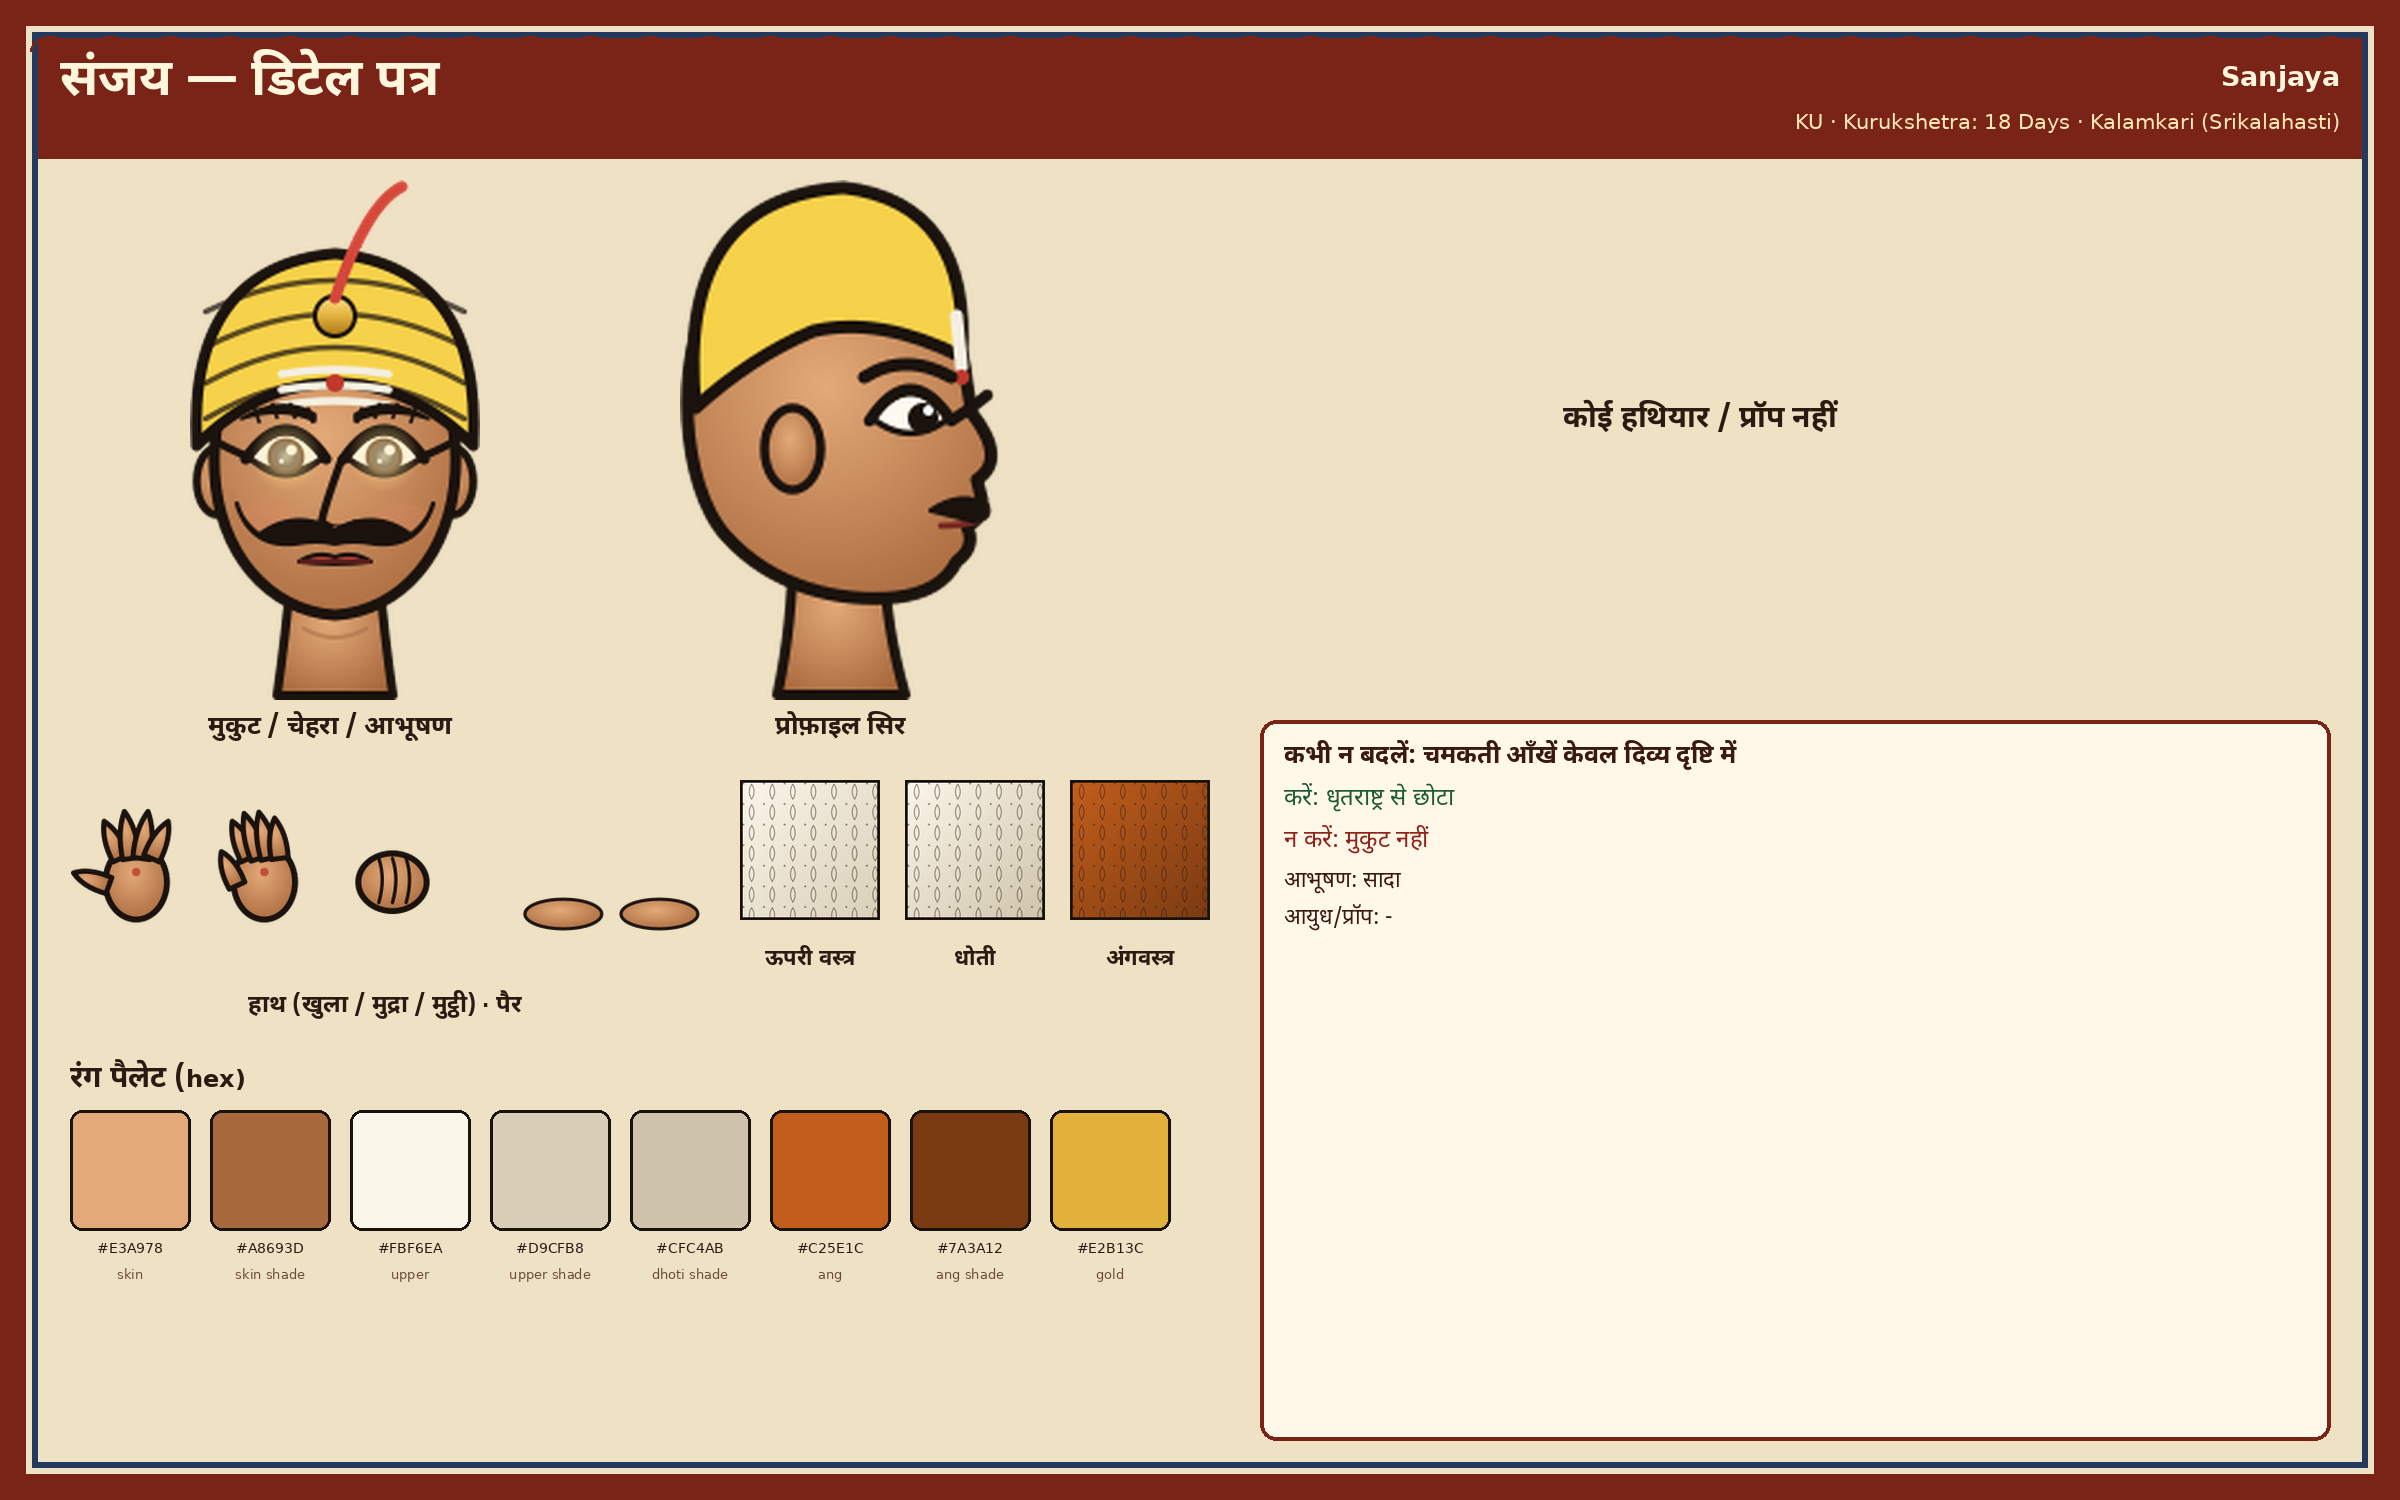 संजय — डिटेल पत्र
Sanjaya
KU · Kurukshetra: 18 Days · Kalamkari (Srikalahasti)
कोई हथियार / प्रॉप नहीं
मुकुट / चेहरा / आभूषण
प्रोफ़ाइल सिर
कभी न बदलें: चमकती आँखें केवल दिव्य दृष्टि में
करें: धृतराष्ट्र से छोटा
न करें: मुकुट नहीं
आभूषण: सादा
आयुध/प्रॉप: -
ऊपरी वस्त्र
धोती
अंगवस्त्र
हाथ (खुला / मुद्रा / मुट्ठी) · पैर
रंग पैलेट (hex)
#E3A978
#A8693D
#FBF6EA
#D9CFB8
#CFC4AB
#C25E1C
#7A3A12
#E2B13C
skin
skin shade
upper
upper shade
dhoti shade
ang
ang shade
gold